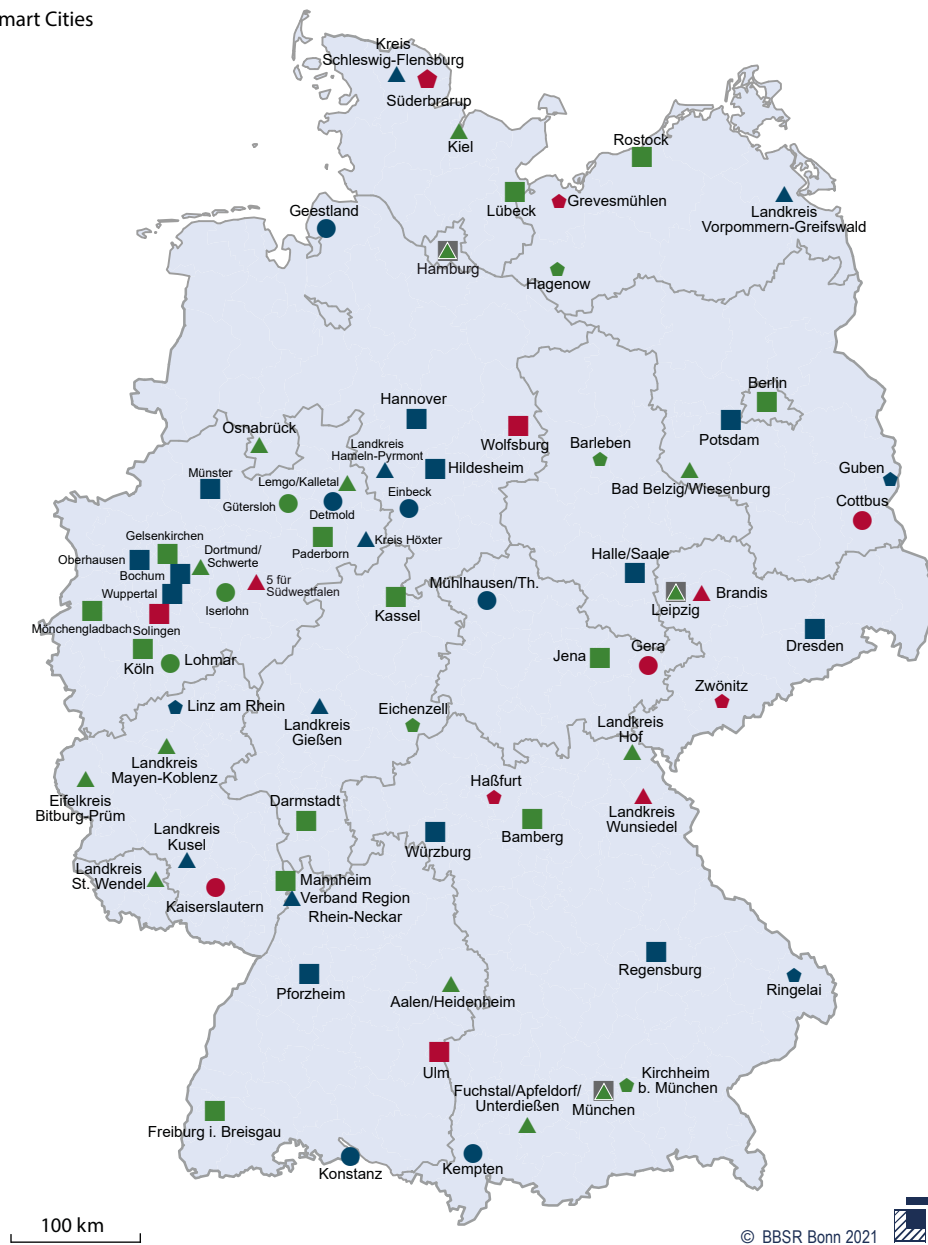 mart Cities
Kreis
Schleswig-Flensburg
Süderbrarup
Kiel
Rostock
Lübeck
Grevesmühlen
Landkreis
Vorpommern-Greifswald
Geestland
Hamburg
Hagenow
Berlin
Potsdam
Hannover
Wolfsburg
Osnabrück
Landkreis
Hameln-Pyrmont
Hildesheim
Barleben
Bad Belzig/Wiesenburg
Guben
Cottbus
Münster
Lemgo/Kalletal
Gütersloh
Detmold
Einbeck
Gelsenkirchen
Paderborn
Kreis Höxter
Oberhausen
Dortmund/
Schwerte
Bochum
Wuppertal
5 für
Südwestfalen
Iserlohn
Mönchengladbach
Solingen
Kassel
Mühlhausen/Th.
Halle/Saale
Leipzig
Brandis
Dresden
Köln
Lohmar
Jena
Gera
Zwönitz
Linz am Rhein
Landkreis
Gießen
Eichenzell
Landkreis
Hof
Landkreis
Mayen-Koblenz
Eifelkreis
Bitburg-Prüm
Darmstadt
Haßfurt
Bamberg
Landkreis
Wunsiedel
Würzburg
Landkreis
Kusel
Landkreis
St. Wendel
Kaiserslautern
Mannheim
Verband Region
Rhein-Neckar
Regensburg
Ringelai
Pforzheim
Aalen/Heidenheim
Ulm
Fuchstal/Apfeldorf/
Unterdießen
München
Kirchheim
b. München
Freiburg i. Breisgau
Konstanz
Kempten
100 km
© BBSR Bonn 2021